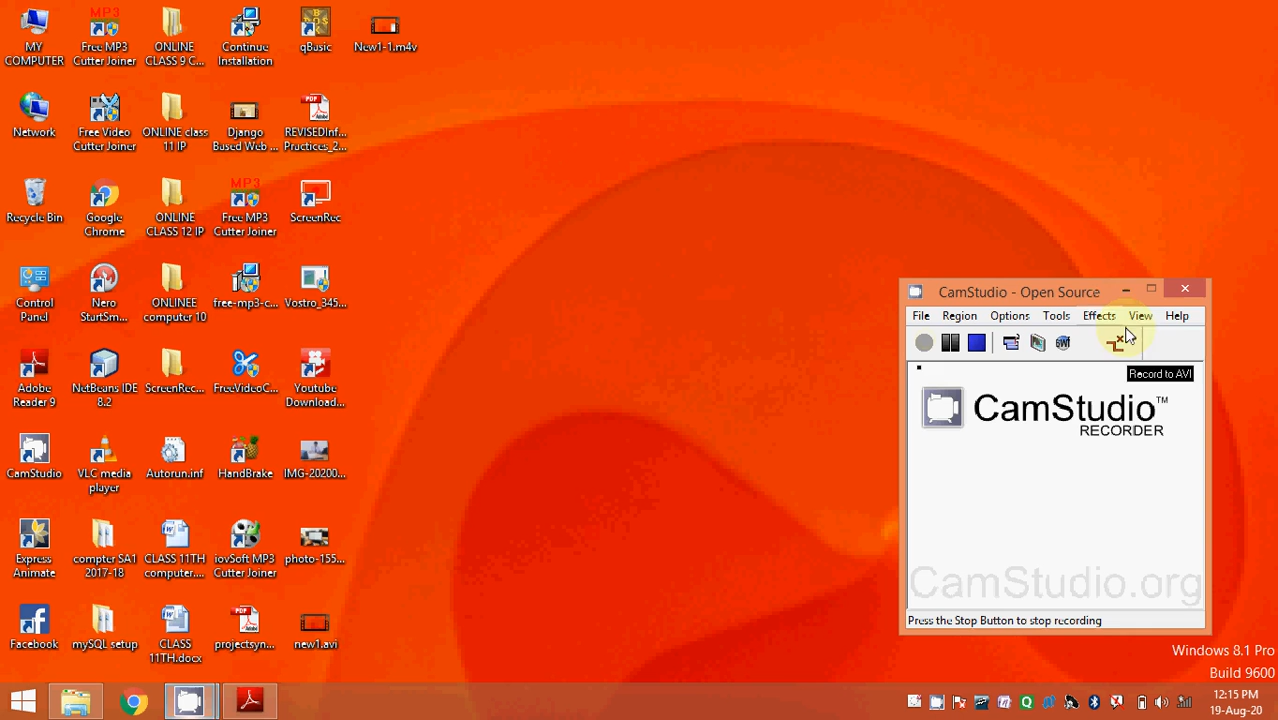 MY
COMPUTER
MP3
Free MP3
Cutter Joiner
ONLINE
CLASS 9 C...
Continue
Installation
qBasic
New1-1.m4v
Network
Free Video
Cutter Joiner
ONLINE class
11 IP
Django
Based Web ...
PDF
REVISEDInf...
Practices_2...
Recycle Bin
Google
Chrome
ONLINE
CLASS 12 IP
MP3
Free MP3
Cutter Joiner
ScreenRec
Control
Panel
Nero
StartSm...
ONLINEE
computer 10
free-mp3-c...
Vostro_345...
Adobe
Reader 9
NetBeans IDE
8.2
ScreenRec...
FreeVideoC...
Youtube
Download...
CamStudio
VLC media
player
Autorun.inf
HandBrake
IMG-20200...
Express
Animate
compter SA1
2017-18
CLASS 11TH
computer....
iovSoft MP3
Cutter Joiner
photo-155...
Facebook
mySQL setup
CLASS
11TH.docx
PDF
projectsyn...
new1.avi
CamStudio - Open Source
File Region Options Tools Effects View Help
Record to AVI
CamStudio™
RECORDER
CamStudio.org
Press the Stop Button to stop recording
Windows 8.1 Pro
Build 9600
12:15 PM
19-Aug-20